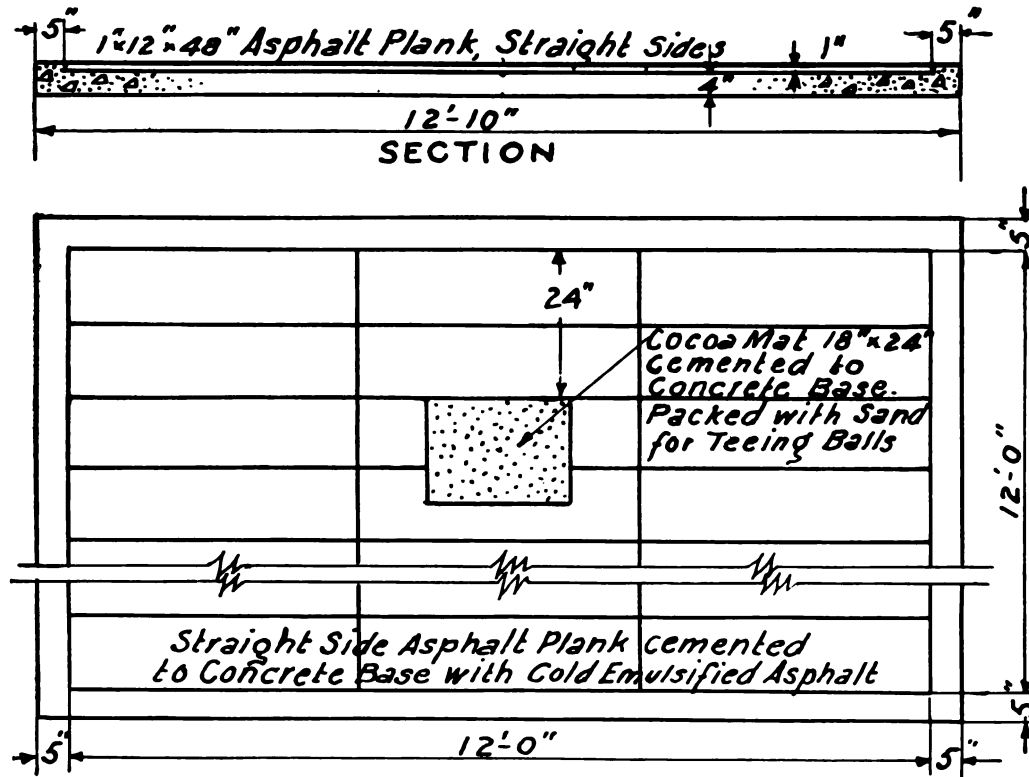 5" 5"
1"x12"x48" Asphalt Plank, Straight Sides 1"
4"
12'-10"
SECTION
5"
24"
Cocoa Mat 18"x24"
Cemented to
Concrete Base.
Packed with Sand
for Teeing Balls
12'-0"
Straight Side Asphalt Plank cemented
to Concrete Base with Cold Emulsified Asphalt
5"
5" 12'-0" 5"